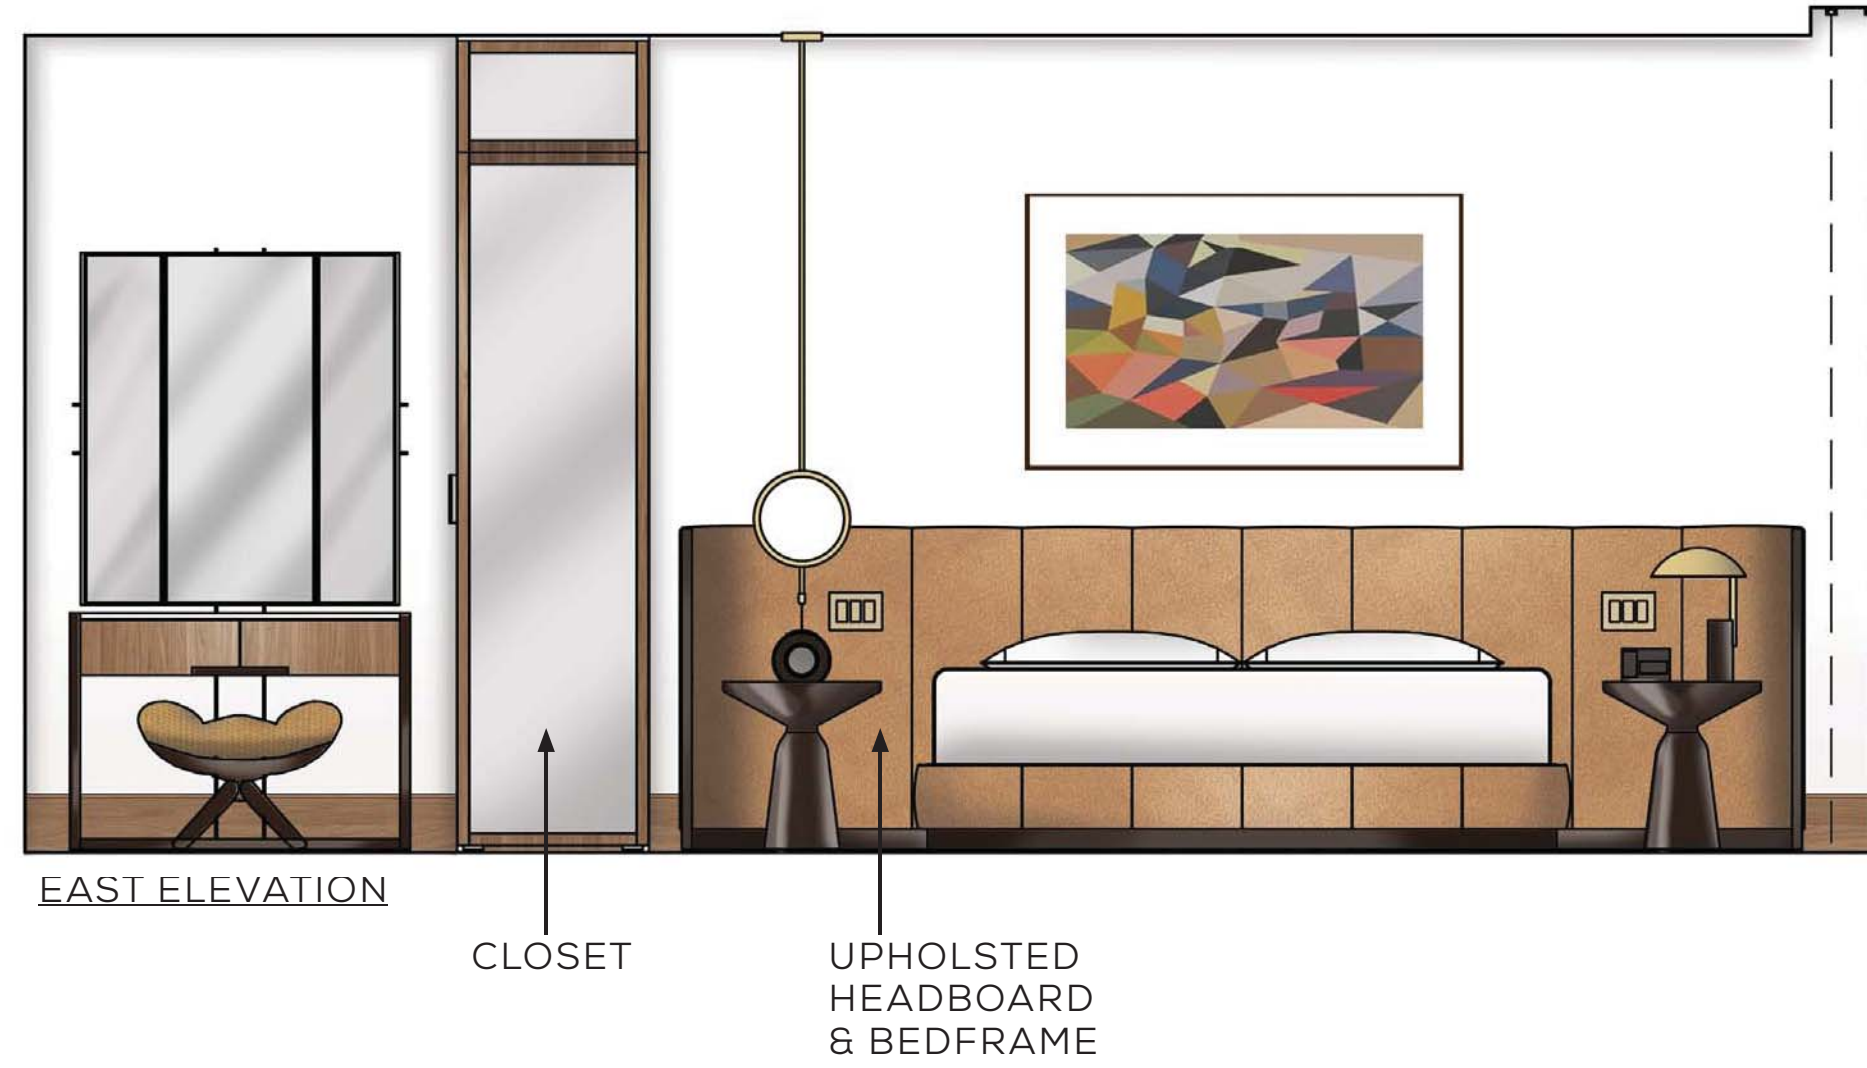 EAST ELEVATION
CLOSET
UPHOLSTED
HEADBOARD
& BEDFRAME